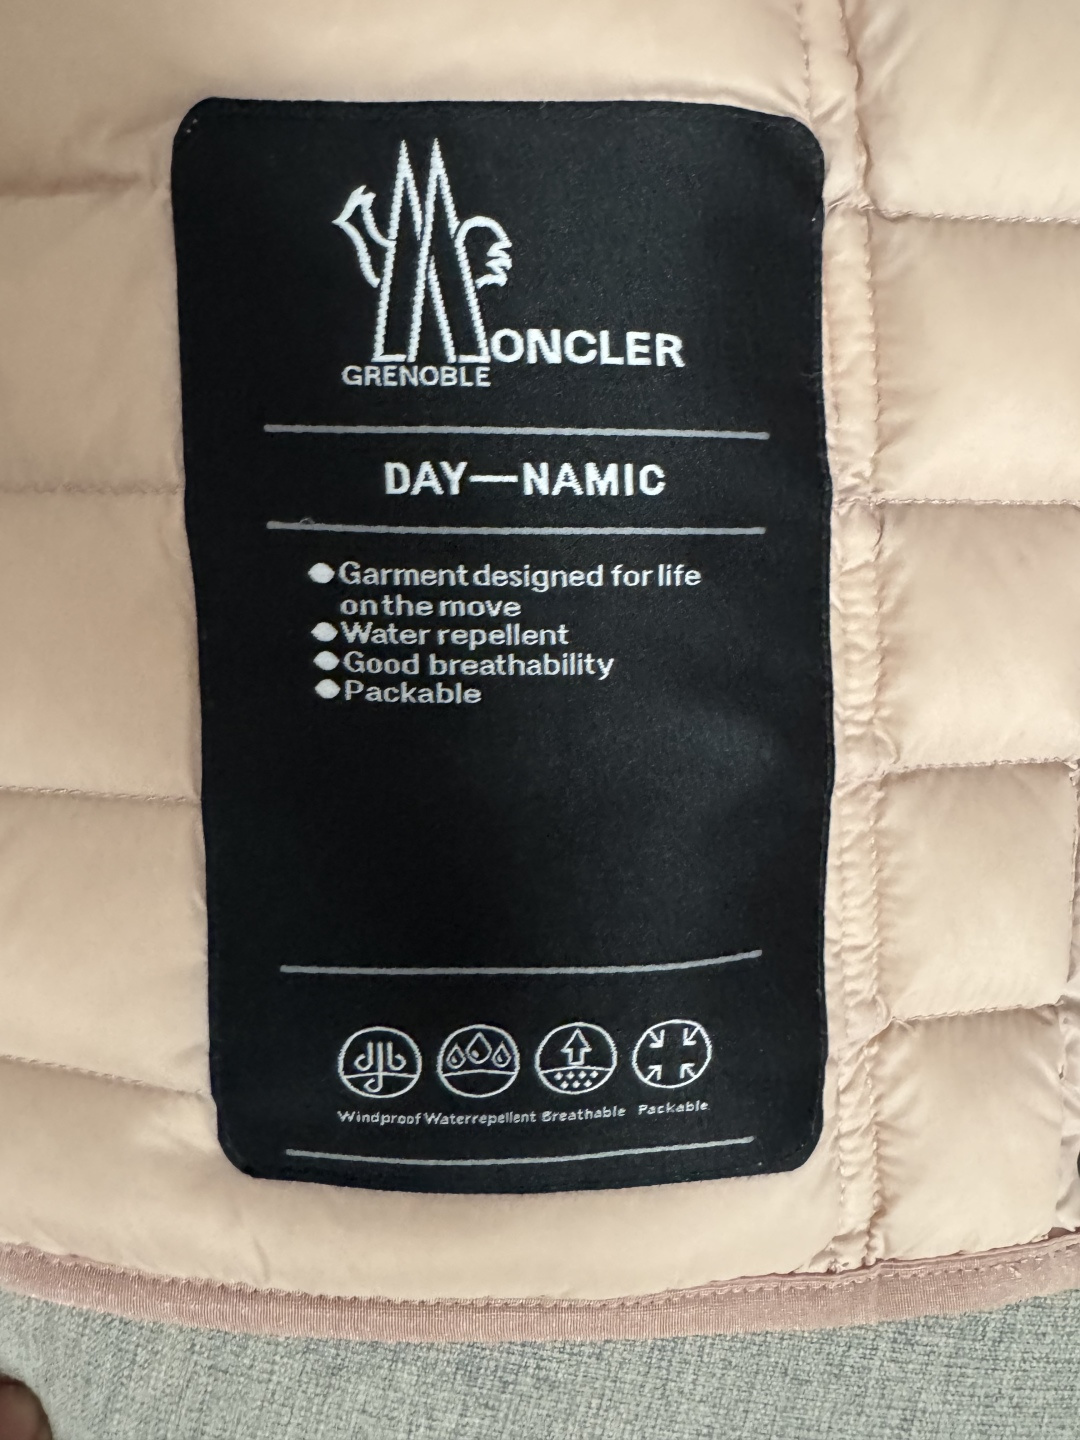 MONCLER
GRENOBLE
DAY—NAMIC
Garment designed for life
on the move
Water repellent
Good breathability
Packable
Windproof Waterrepellent Breathable Packable